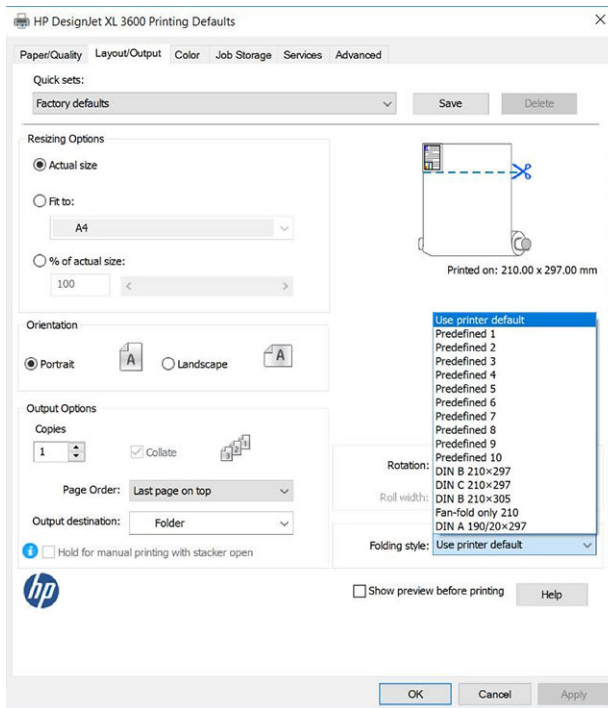 HP DesignJet XL 3600 Printing Defaults
Paper/Quality Layout/Output Color Job Storage Services Advanced
Quick sets:
Factory defaults
Save
Delete
Resizing Options
Actual size
Fit to:
A4
% of actual size:
100
Printed on: 210.00 x 297.00 mm
Orientation
Portrait
A
Landscape
A
Output Options
Copies
1
Collate
Page Order: Last page on top
Output destination: Folder
Hold for manual printing with stacker open
Use printer default
Predefined 1
Predefined 2
Predefined 3
Predefined 4
Predefined 5
Predefined 6
Predefined 7
Predefined 8
Predefined 9
Predefined 10
DIN B 210×297
DIN C 210×297
DIN B 210×305
Fan-fold only 210
DIN A 190/20×297
Rotation:
Roll width:
Folding style: Use printer default
hp
Show preview before printing
Help
OK
Cancel
Apply